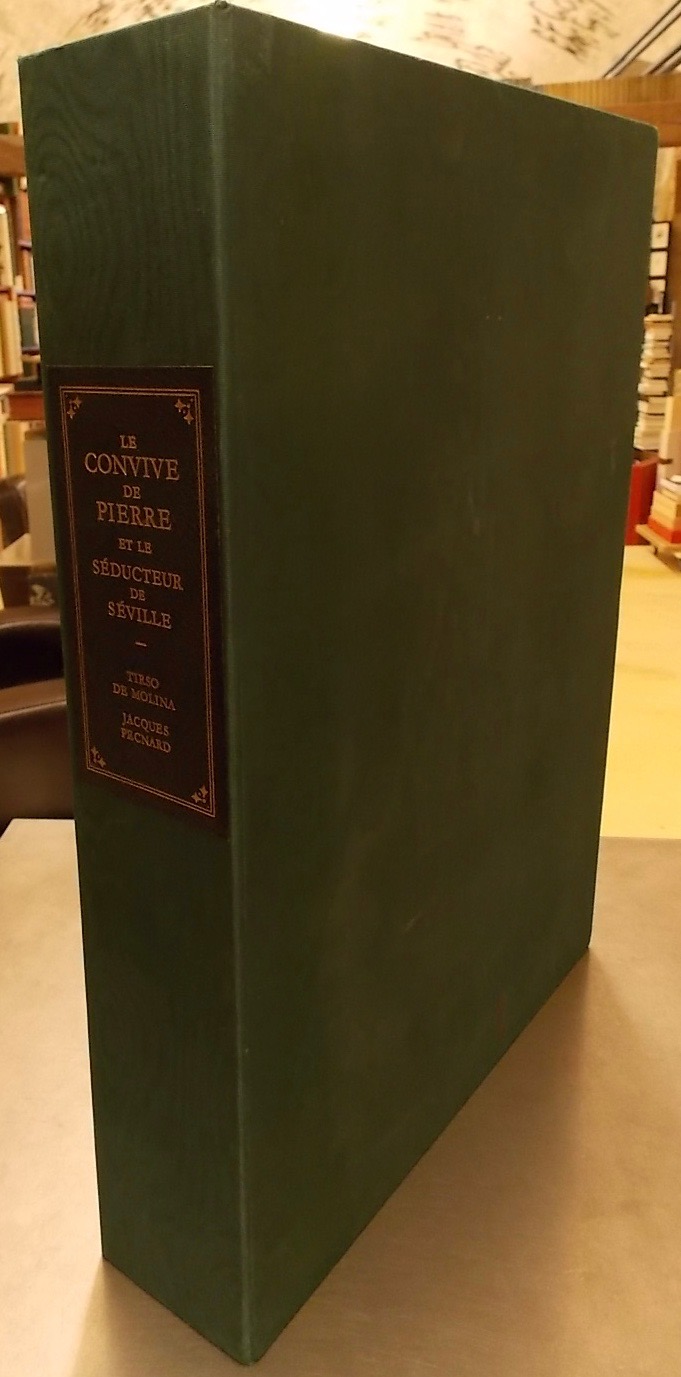 LE
CONVIVE
DE
PIERRE
ET LE
SÉDUCTEUR
DE
SÉVILLE
—
TIRSO
DE MOLINA
JACQUES
PECNARD